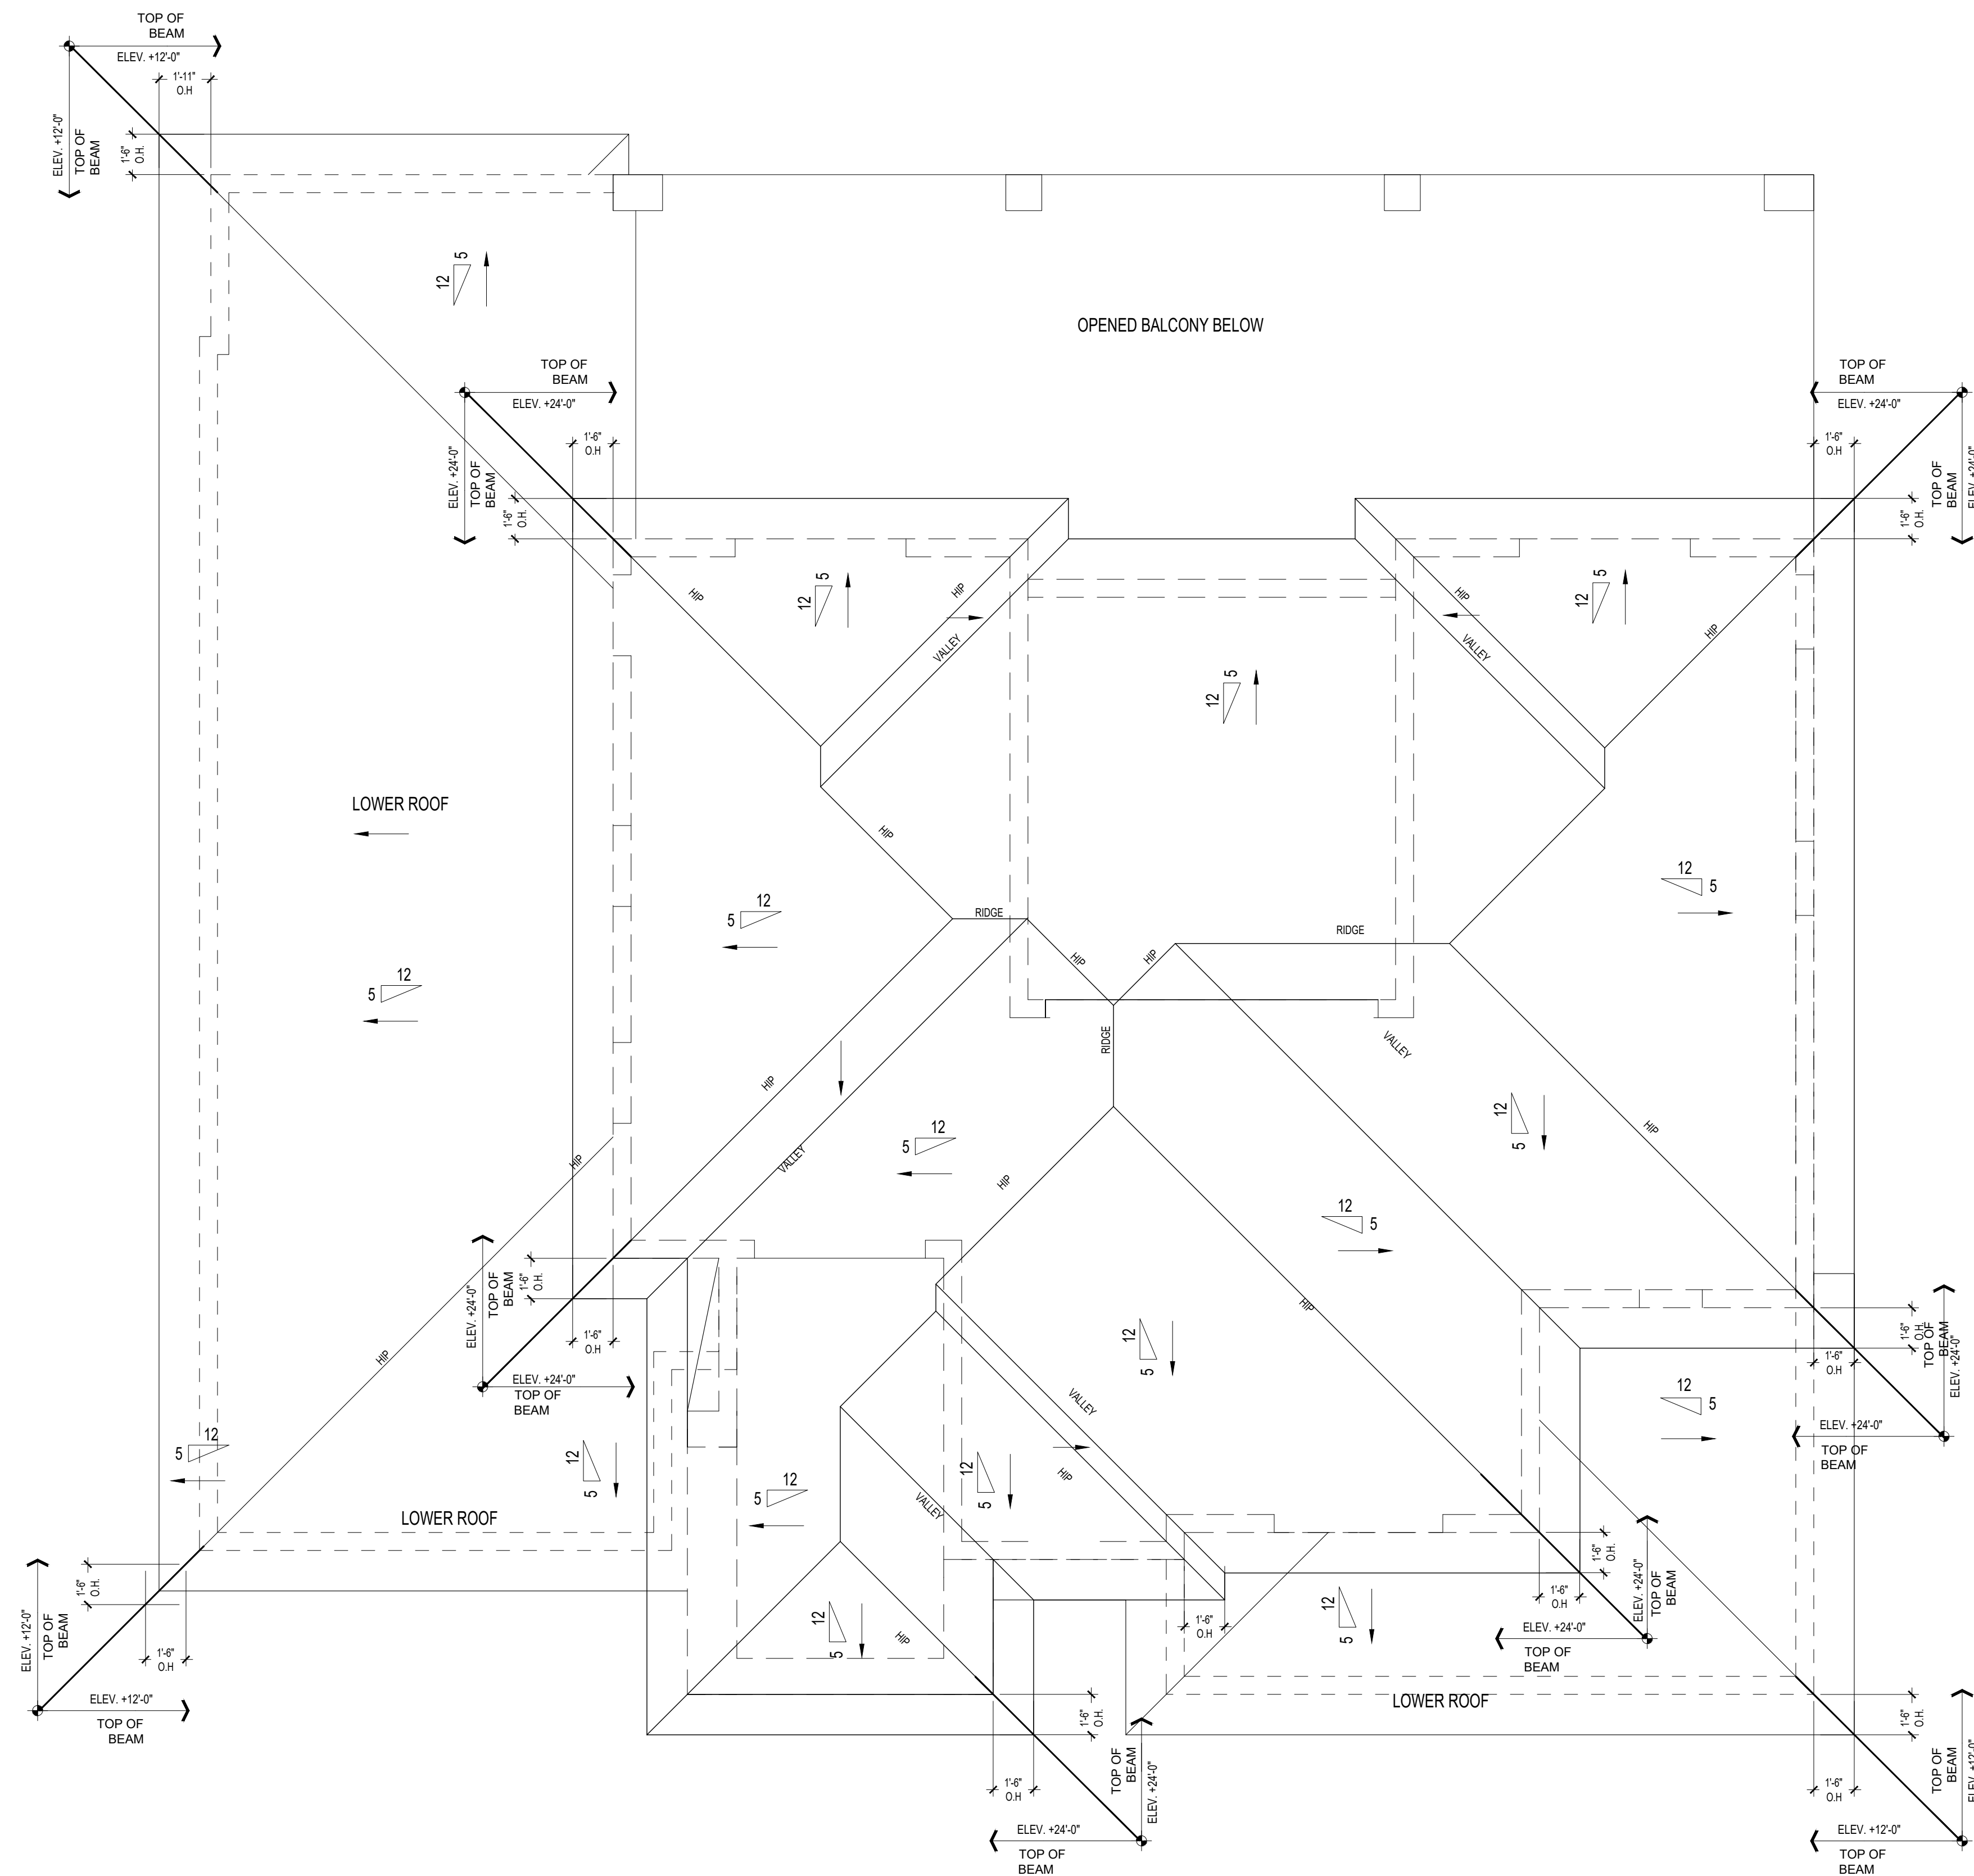 TOP OF
BEAM
ELEV. +12'-0"
1'-11"
O.H
ELEV. +12'-0"
TOP OF
BEAM
1'-6"
O.H.
12
5
OPENED BALCONY BELOW
TOP OF
BEAM
ELEV. +24'-0"
TOP OF
BEAM
ELEV. +24'-0"
1'-6"
O.H
1'-6"
O.H
ELEV. +24'-0"
TOP OF
BEAM
1'-6"
O.H.
1'-6"
O.H.
TOP OF
BEAM
ELEV. +24'-0"
HIP
12
5
HIP
VALLEY
HIP
VALLEY
12
5
HIP
12
5
LOWER ROOF
HIP
12
5
12
5
RIDGE
RIDGE
HIP
HIP
12
5
RIDGE
VALLEY
HIP
12
5
HIP
VALLEY
12
5
HIP
HIP
12
5
HIP
ELEV. +24'-0"
TOP OF
BEAM
1'-6"
O.H.
1'-6"
O.H
ELEV. +24'-0"
TOP OF
BEAM
HIP
12
5
HIP
1'-6"
O.H.
TOP OF
BEAM
ELEV. +24'-0"
1'-6"
O.H
12
5
ELEV. +24'-0"
TOP OF
BEAM
VALLEY
12
5
12
5
12
5
12
5
HIP
VALLEY
LOWER ROOF
1'-6"
O.H.
1'-6"
O.H
ELEV. +24'-0"
TOP OF
BEAM
ELEV. +24'-0"
TOP OF
BEAM
1'-6"
O.H.
ELEV. +12'-0"
TOP OF
BEAM
1'-6"
O.H
ELEV. +12'-0"
TOP OF
BEAM
12
5
HIP
1'-6"
O.H
12
5
LOWER ROOF
1'-6"
O.H.
1'-6"
O.H
TOP OF
BEAM
ELEV. +24'-0"
ELEV. +24'-0"
TOP OF
BEAM
1'-6"
O.H.
1'-6"
O.H
TOP OF
BEAM
ELEV. +12'-0"
ELEV. +12'-0"
TOP OF
BEAM